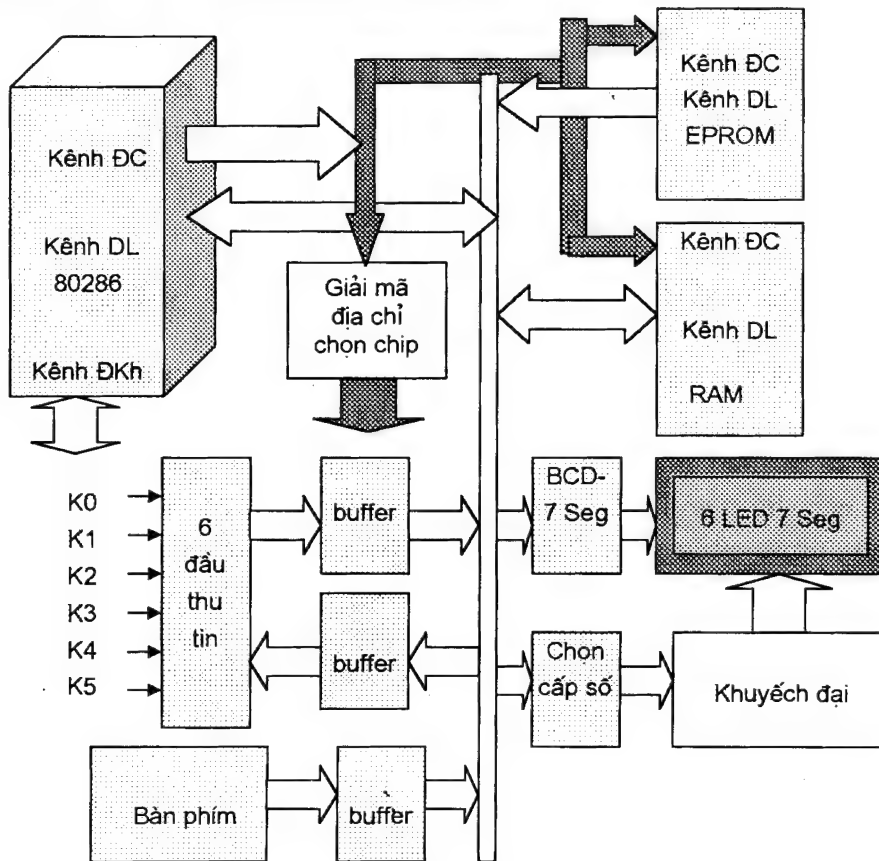 Kênh ĐC
Kênh DL
80286
Kênh ĐKh
Giải mã
địa chỉ
chọn chip
Kênh ĐC
Kênh DL
EPROM
Kênh ĐC
Kênh DL
RAM
K0
K1
K2
K3
K4
K5
6
đầu
thu
tin
buffer
buffer
BCD-
7 Seg
6 LED 7 Seg
Chọn
cấp số
Khuyếch đại
Bàn phím
buffer